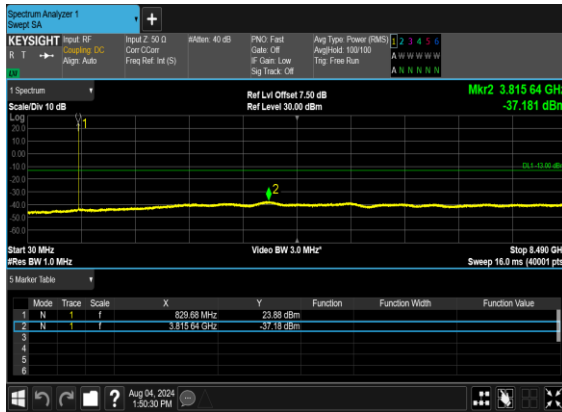 Spectrum Analyzer 1
Swept SA
+
KEYSIGHT Input: RF Input Z: 50 Ω #Atten: 40 dB PNO: Fast Avg Type: Power (RMS) 1 2 3 4 5 6
R T Coupling: DC Corr CCorr Gate: Off Avg|Hold: 100/100 A W W W W W
Align: Auto Freq Ref: Int (S) IF Gain: Low Trig: Free Run
Sig Track: Off A N N N N N
LXI
1 Spectrum
Scale/Div 10 dB
Ref Lvl Offset 7.50 dB
Ref Level 30.00 dBm
Mkr2 3.815 64 GHz
-37.181 dBm
Log
20.0
10.0
0.00
-10.0
-20.0
-30.0
-40.0
-50.0
-60.0
1
DL1 -13.00 dBm
2
Start 30 MHz Video BW 3.0 MHz* Stop 8.490 GHz
#Res BW 1.0 MHz Sweep 16.0 ms (40001 pts)
5 Marker Table
Mode Trace Scale X Y Function Function Width Function Value
1 N 1 f 829.68 MHz 23.88 dBm
2 N 1 f 3.815 64 GHz -37.18 dBm
3
4
5
6
? Aug 04, 2024
1:50:30 PM